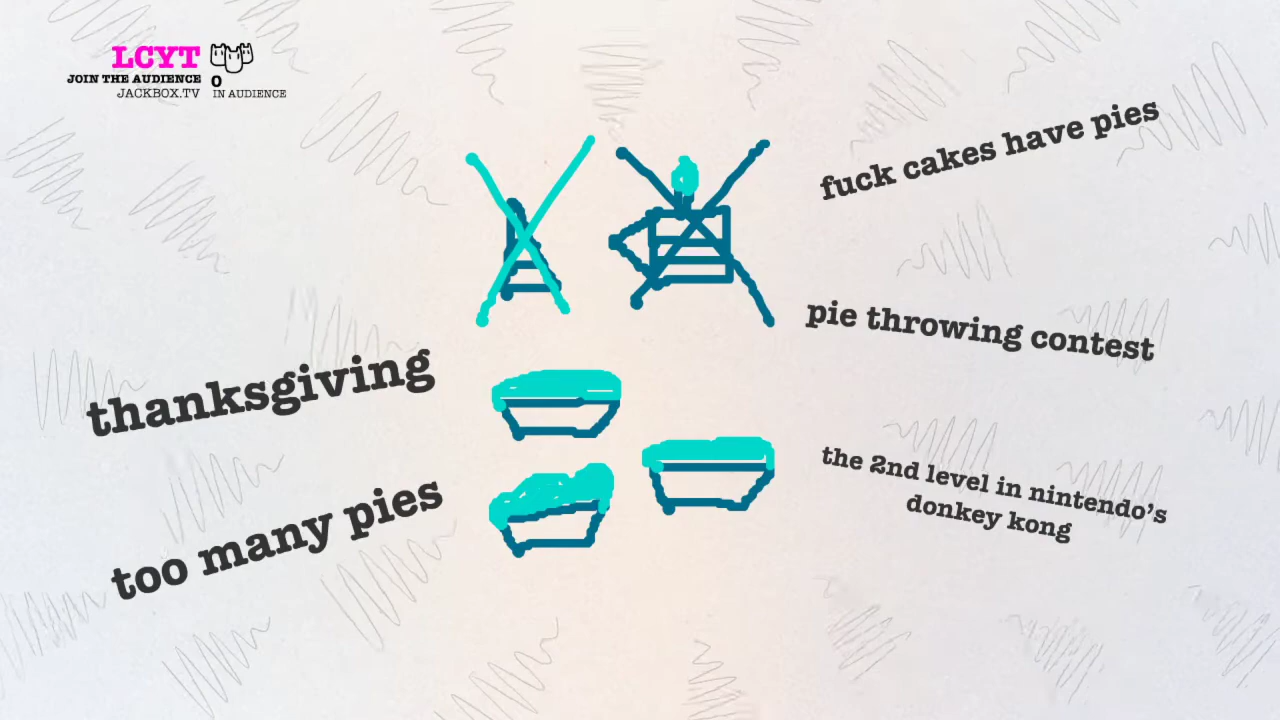 LCYT
JOIN THE AUDIENCE
JACKBOX.TV
0
IN AUDIENCE
fuck cakes have pies
pie throwing contest
thanksgiving
the 2nd level in nintendo's
donkey kong
too many pies